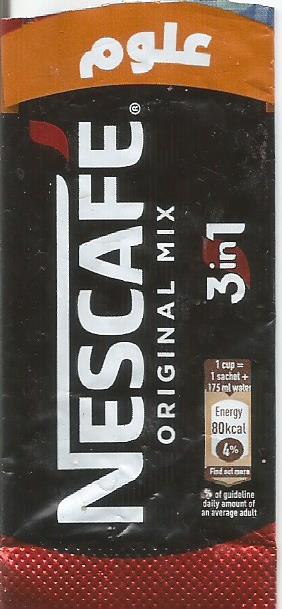 علوم
NESCAFÉ®
ORIGINAL MIX
3in1
1 cup =
1 sachet +
175 ml water
Energy
80kcal
4%
Find out more
% of guideline
daily amount of
an average adult